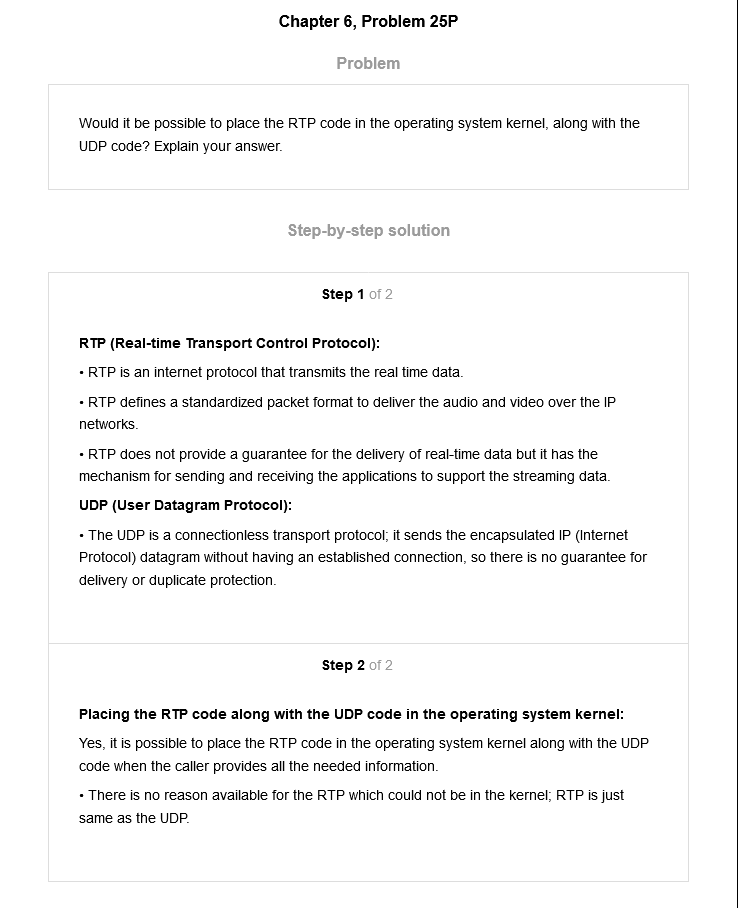 Chapter 6, Problem 25P
Problem
Would it be possible to place the RTP code in the operating system kernel, along with the
UDP code? Explain your answer.
Step-by-step solution
Step 1 of 2
RTP (Real-time Transport Control Protocol):
• RTP is an internet protocol that transmits the real time data.
• RTP defines a standardized packet format to deliver the audio and video over the IP
networks.
• RTP does not provide a guarantee for the delivery of real-time data but it has the
mechanism for sending and receiving the applications to support the streaming data.
UDP (User Datagram Protocol):
• The UDP is a connectionless transport protocol; it sends the encapsulated IP (Internet
Protocol) datagram without having an established connection, so there is no guarantee for
delivery or duplicate protection.
Step 2 of 2
Placing the RTP code along with the UDP code in the operating system kernel:
Yes, it is possible to place the RTP code in the operating system kernel along with the UDP
code when the caller provides all the needed information.
• There is no reason available for the RTP which could not be in the kernel; RTP is just
same as the UDP.